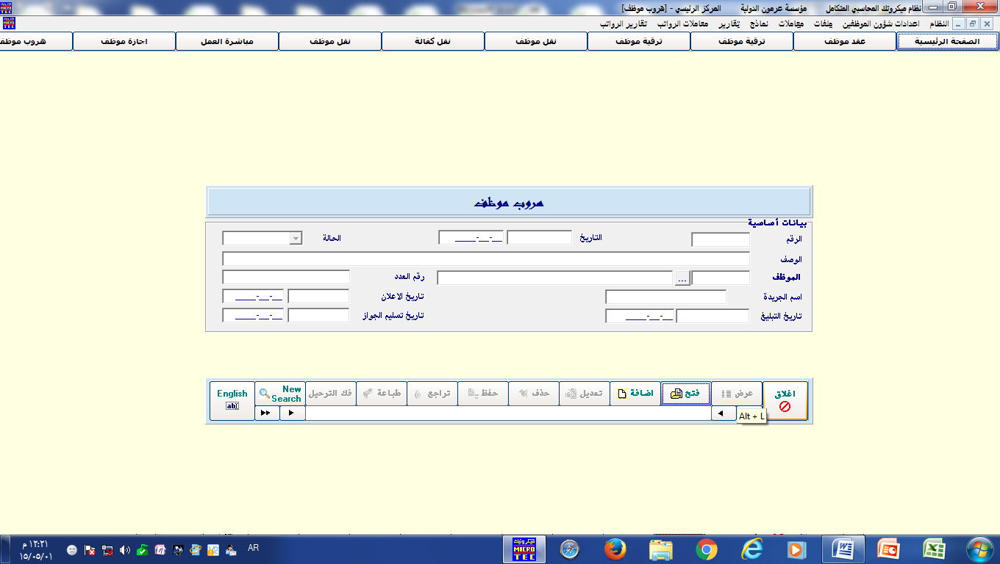 نظام ميكروتك المحاسبي المتكامل مؤسسة عرمون الدولية المركز الرئيسي - [هروب موظف]
النظام اعدادات شؤون الموظفين ملفات معاملات نماذج تقارير معاملات الرواتب تقارير الرواتب
الصفحة الرئيسية عقد موظف ترقية موظف ترقية موظف نقل موظف نقل كفالة نقل موظف مباشرة العمل اجازة موظف هروب موظف
هروب موظف
بيانات أساسية
الرقم التاريخ __-__-____ الحالة
الوصف
الموظف ... رقم العدد
اسم الجريدة تاريخ الاعلان __-__-____
تاريخ التبليغ __-__-____ تاريخ تسليم الجواز __-__-____
اغلاق عرض فتح اضافة تعديل حذف حفظ تراجع طباعة فك الترحيل New Search English
ab
Alt + L
MICRO TEC
AR
١٢:٢١ م
١٥/٠٥/٠١